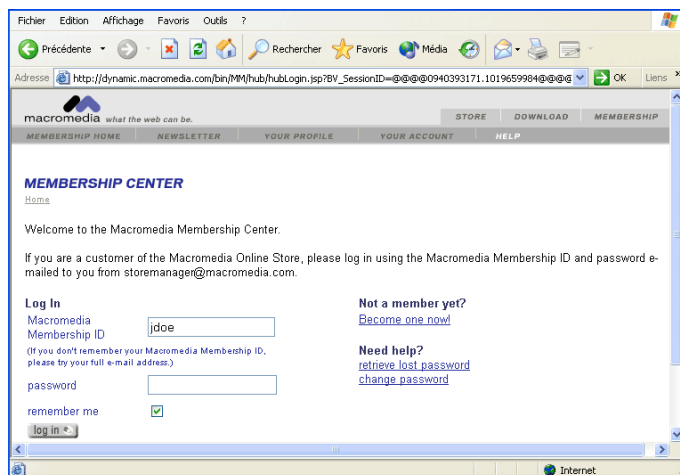 Fichier Edition Affichage Favoris Outils ?
Précédente Rechercher Favoris Média
Adresse http://dynamic.macromedia.com/bin/MM/hub/hubLogin.jsp?BV_SessionID=@@@@0940393171.1019659984@@@@ OK Liens »
macromedia what the web can be.
STORE DOWNLOAD MEMBERSHIP
MEMBERSHIP HOME NEWSLETTER YOUR PROFILE YOUR ACCOUNT HELP
MEMBERSHIP CENTER
Home
Welcome to the Macromedia Membership Center.
If you are a customer of the Macromedia Online Store, please log in using the Macromedia Membership ID and password e-
mailed to you from storemanager@macromedia.com.
Log In
Macromedia
Membership ID
jdoe
(If you don't remember your Macromedia Membership ID,
please try your full e-mail address.)
password
remember me
log in
Not a member yet?
Become one now!
Need help?
retrieve lost password
change password
Internet